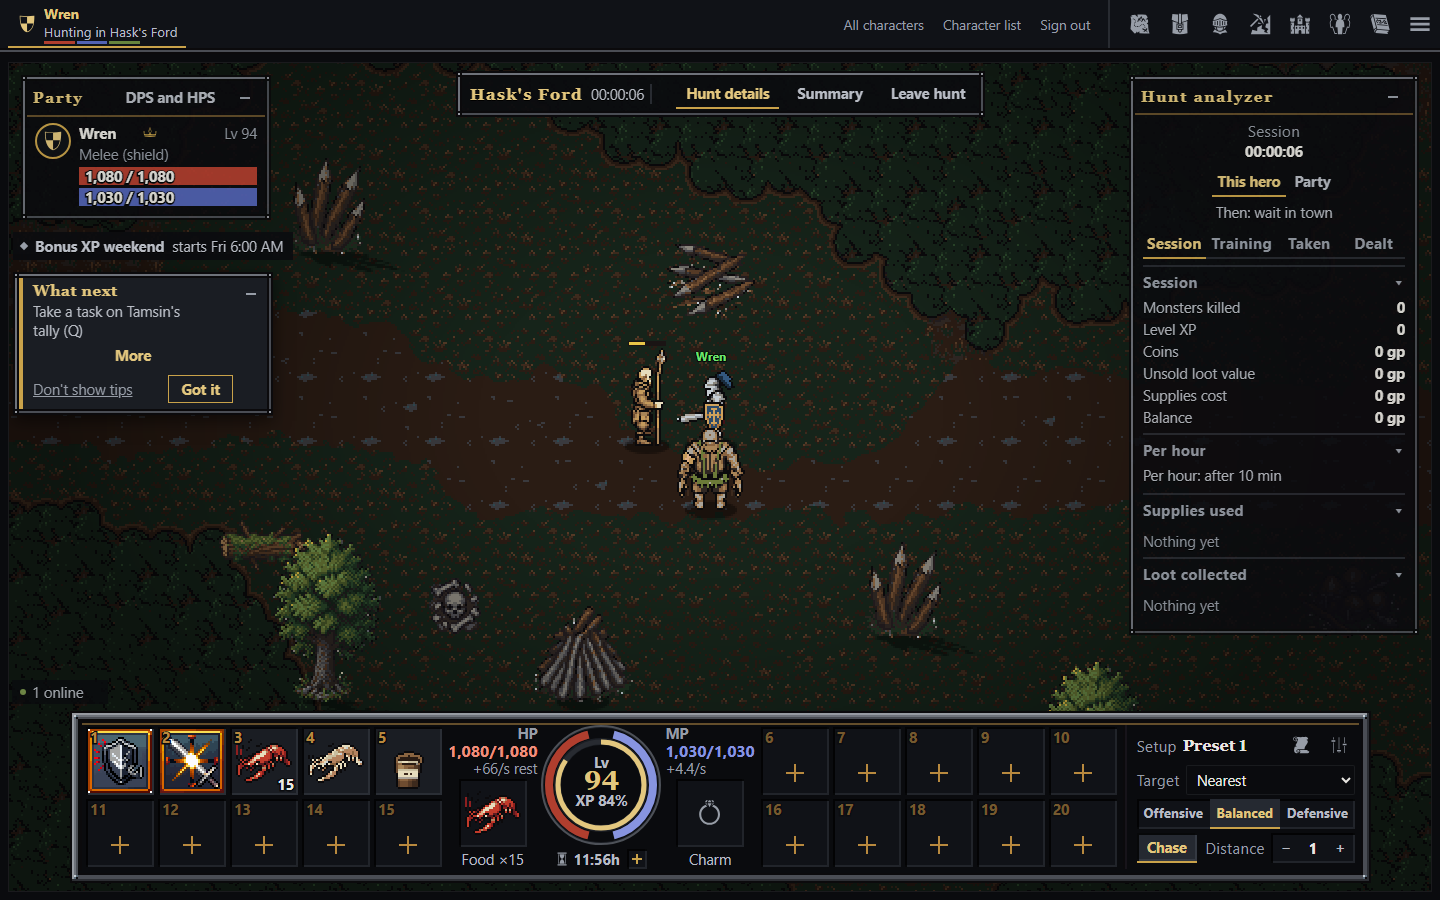 Wren
Hunting in Hask's Ford
All characters
Character list
Sign out
Party
DPS and HPS
Wren
Lv 94
Melee (shield)
1,080 / 1,080
1,030 / 1,030
Bonus XP weekend starts Fri 6:00 AM
What next
Take a task on Tamsin's
tally (Q)
More
Don't show tips
Got it
Hask's Ford 00:00:06
Hunt details
Summary
Leave hunt
Wren
Hunt analyzer
Session
00:00:06
This hero
Party
Then: wait in town
Session
Training
Taken
Dealt
Session
Monsters killed 0
Level XP 0
Coins 0 gp
Unsold loot value 0 gp
Supplies cost 0 gp
Balance 0 gp
Per hour
Per hour: after 10 min
Supplies used
Nothing yet
Loot collected
Nothing yet
1 online
1
2
3
15
4
5
11
12
13
14
15
HP
1,080/1,080
+66/s rest
Food ×15
Lv
94
XP 84%
11:56h +
MP
1,030/1,030
+4.4/s
Charm
6
7
8
9
10
16
17
18
19
20
Setup Preset 1
Target Nearest
Offensive
Balanced
Defensive
Chase
Distance
− 1 +